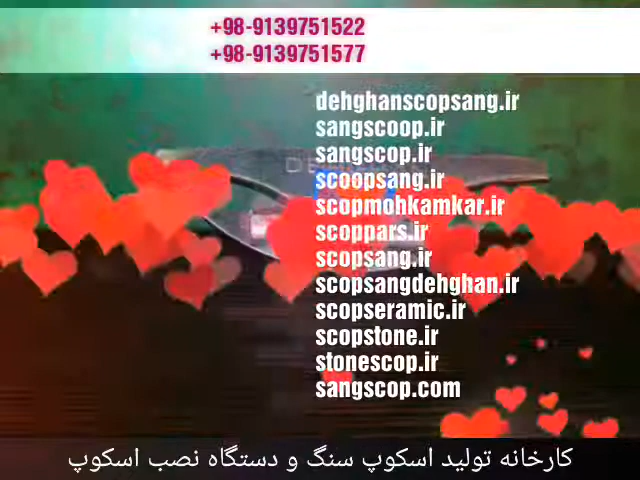 +98-9139751522
+98-9139751577
dehghanscopsang.ir
sangscoop.ir
sangscop.ir
scoopsang.ir
scopmohkamkar.ir
scoppars.ir
scopsang.ir
scopsangdehghan.ir
scopseramic.ir
scopstone.ir
stonescop.ir
sangscop.com
کارخانه تولید اسکوپ سنگ و دستگاه نصب اسکوپ